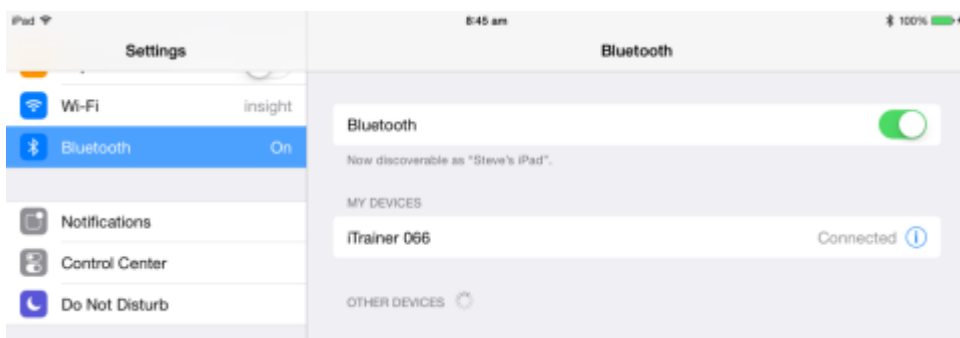 iPad 8:45 am 100%
Settings Bluetooth
Wi-Fi insight
Bluetooth On
Notifications
Control Center
Do Not Disturb
Bluetooth
Now discoverable as "Steve's iPad".
MY DEVICES
iTrainer 066 Connected
OTHER DEVICES